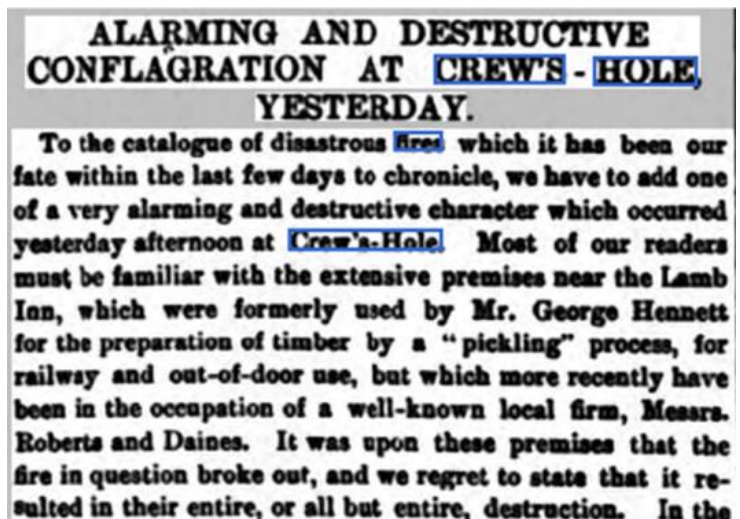 ALARMING AND DESTRUCTIVE
CONFLAGRATION AT CREW'S - HOLE,
YESTERDAY.
To the catalogue of disastrous fires which it has been our
fate within the last few days to chronicle, we have to add one
of a very alarming and destructive character which occurred
yesterday afternoon at Crew's-Hole. Most of our readers
must be familiar with the extensive premises near the Lamb
Inn, which were formerly used by Mr. George Hennett
for the preparation of timber by a "pickling" process, for
railway and out-of-door use, but which more recently have
been in the occupation of a well-known local firm, Messrs.
Roberts and Daines. It was upon these premises that the
fire in question broke out, and we regret to state that it re-
sulted in their entire, or all but entire, destruction. In the